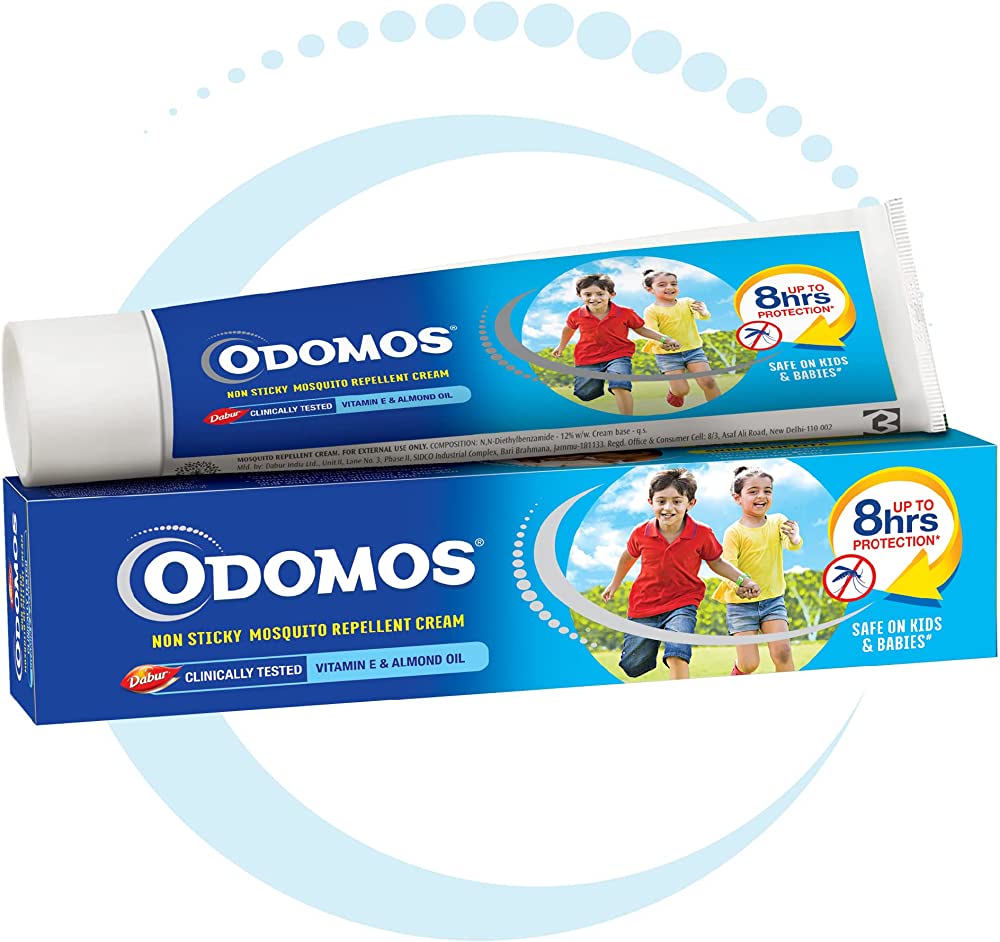 ODOMOS®
NON STICKY MOSQUITO REPELLENT CREAM
Dabur CLINICALLY TESTED VITAMIN E & ALMOND OIL
UP TO
8hrs
PROTECTION*
SAFE ON KIDS
& BABIES#
MOSQUITO REPELLENT CREAM. FOR EXTERNAL USE ONLY. COMPOSITION: N,N-Diethylbenzamide - 12% w/w. Cream base - q.s.
Mfd. by: Dabur India Ltd., Unit II, Lane No. 3, Phase II, SIDCO Industrial Complex, Bari Brahmana, Jammu-181133. Regd. Office & Consumer Cell: 8/3, Asaf Ali Road, New Delhi-110 002
ODOMOS
Dabur
ODOMOS®
NON STICKY MOSQUITO REPELLENT CREAM
Dabur CLINICALLY TESTED VITAMIN E & ALMOND OIL
UP TO
8hrs
PROTECTION*
SAFE ON KIDS
& BABIES#